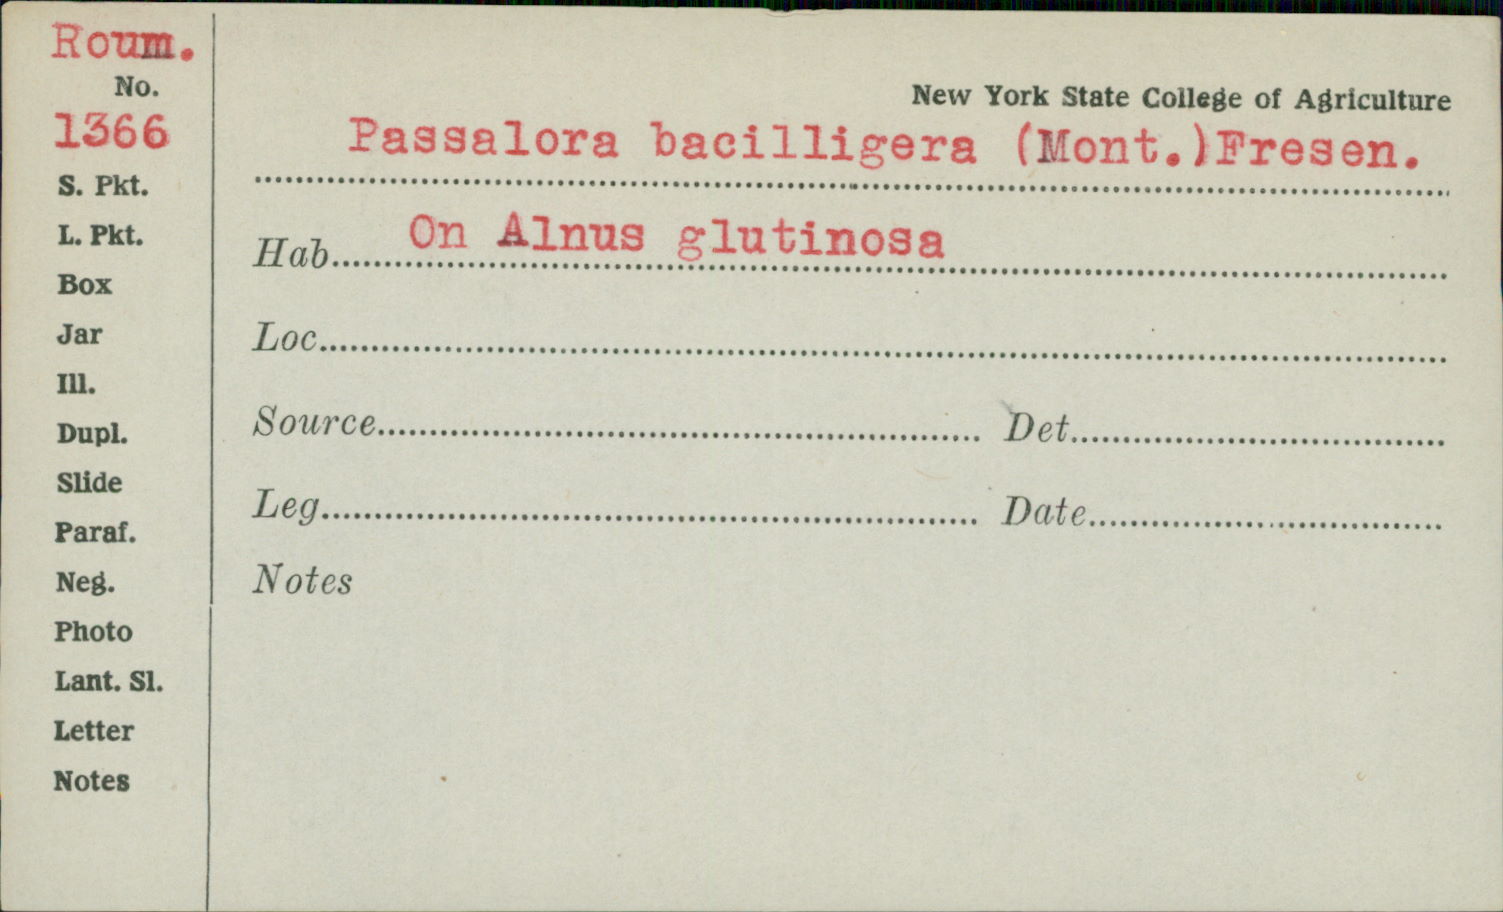 Roum.
No.
1366
S. Pkt.
L. Pkt.
Box
Jar
Ill.
Dupl.
Slide
Paraf.
Neg.
Photo
Lant. Sl.
Letter
Notes
New York State College of Agriculture
Passalora bacilligera (Mont.)Fresen.
Hab. On Alnus glutinosa
Loc.
Source Det.
Leg. Date
Notes